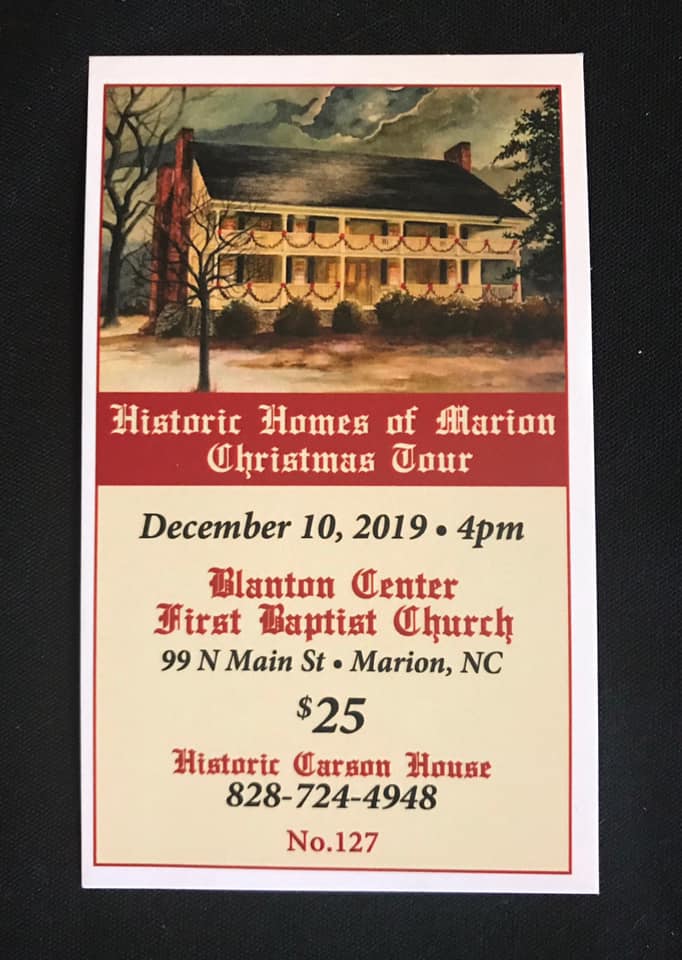 Historic Homes of Marion
Christmas Tour
December 10, 2019 • 4pm
Blanton Center
First Baptist Church
99 N Main St • Marion, NC
$25
Historic Carson House
828-724-4948
No.127